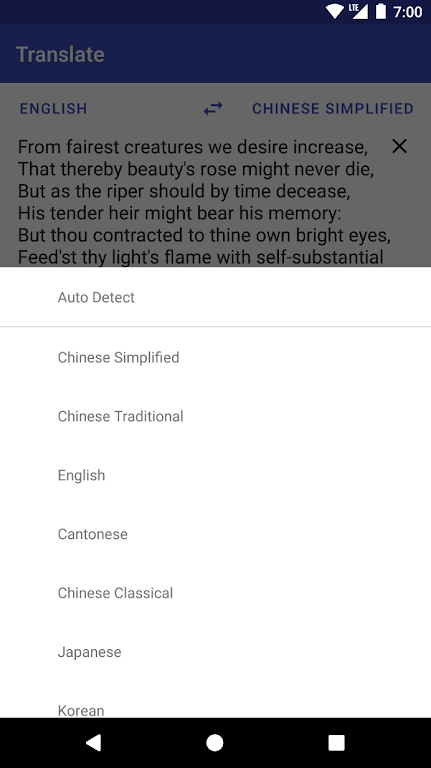 LTE 7:00
Translate
ENGLISH CHINESE SIMPLIFIED
From fairest creatures we desire increase,
That thereby beauty's rose might never die,
But as the riper should by time decease,
His tender heir might bear his memory:
But thou contracted to thine own bright eyes,
Feed'st thy light's flame with self-substantial
Auto Detect
Chinese Simplified
Chinese Traditional
English
Cantonese
Chinese Classical
Japanese
Korean